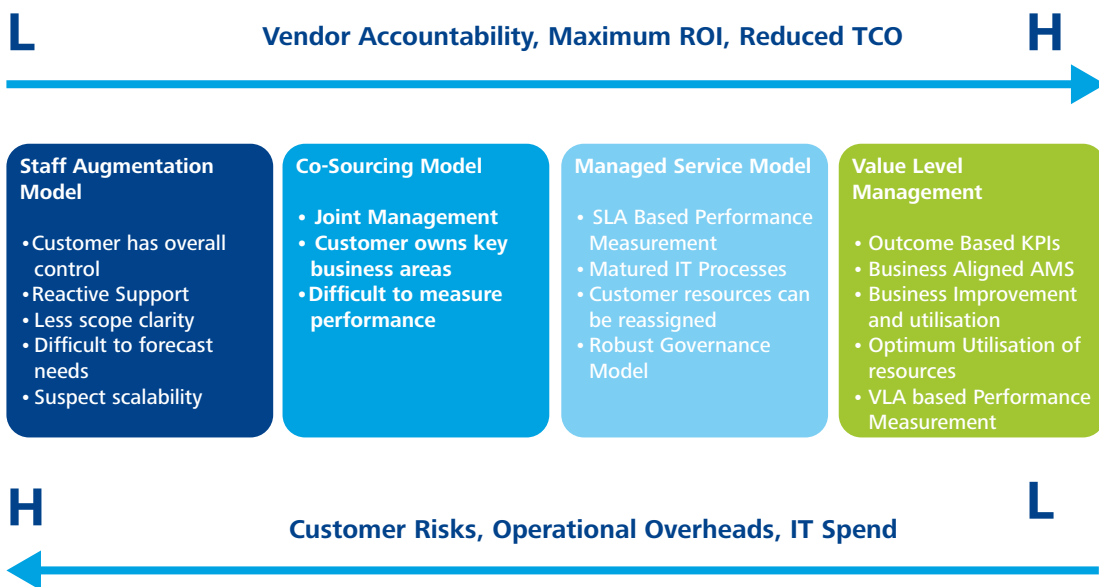 L
Vendor Accountability, Maximum ROI, Reduced TCO
H
Staff Augmentation
Model
• Customer has overall
control
• Reactive Support
• Less scope clarity
• Difficult to forecast
needs
• Suspect scalability
Co-Sourcing Model
• Joint Management
• Customer owns key
business areas
• Difficult to measure
performance
Managed Service Model
• SLA Based Performance
Measurement
• Matured IT Processes
• Customer resources can
be reassigned
• Robust Governance
Model
Value Level
Management
• Outcome Based KPIs
• Business Aligned AMS
• Business Improvement
and utilisation
• Optimum Utilisation of
resources
• VLA based Performance
Measurement
H
Customer Risks, Operational Overheads, IT Spend
L